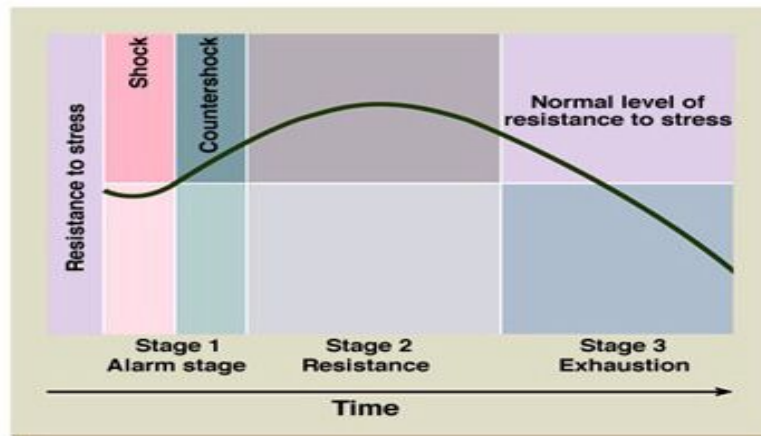 Resistance to stress
Shock
Countershock
Normal level of
resistance to stress
Stage 1
Alarm stage
Stage 2
Resistance
Stage 3
Exhaustion
Time